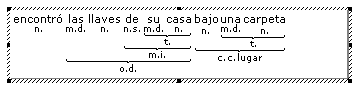 encontró las llaves de su casa bajo una carpeta
n. m.d. n. n.s. m.d. n. n. m.d. n.
t. t.
m.i. c.c.lugar
o.d.